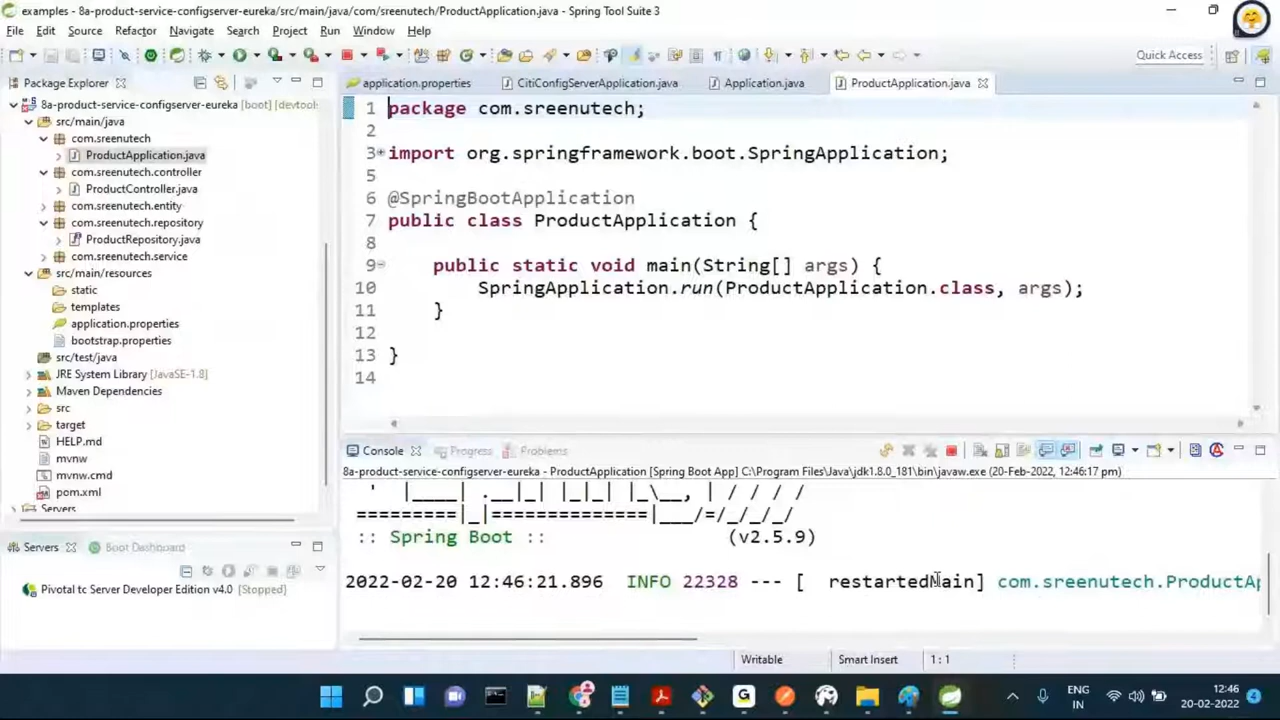 examples - 8a-product-service-configserver-eureka/src/main/java/com/sreenutech/ProductApplication.java - Spring Tool Suite 3
File Edit Source Refactor Navigate Search Project Run Window Help
Quick Access
Package Explorer
application.properties CitiConfigServerApplication.java Application.java ProductApplication.java
8a-product-service-configserver-eureka [boot] [devtools
src/main/java
com.sreenutech
ProductApplication.java
com.sreenutech.controller
ProductController.java
com.sreenutech.entity
com.sreenutech.repository
ProductRepository.java
com.sreenutech.service
src/main/resources
static
templates
application.properties
bootstrap.properties
src/test/java
JRE System Library [JavaSE-1.8]
Maven Dependencies
src
target
HELP.md
mvnw
mvnw.cmd
pom.xml
Servers
1 package com.sreenutech;
2
3 import org.springframework.boot.SpringApplication;
5
6 @SpringBootApplication
7 public class ProductApplication {
8
9 public static void main(String[] args) {
10 SpringApplication.run(ProductApplication.class, args);
11 }
12
13 }
14
Servers Boot Dashboard
Pivotal tc Server Developer Edition v4.0 [Stopped]
Console Progress Problems
8a-product-service-configserver-eureka - ProductApplication [Spring Boot App] C:\Program Files\Java\jdk1.8.0_181\bin\javaw.exe (20-Feb-2022, 12:46:17 pm)
' |____| .__|_| |_|_| |_\__, | / / / /
=========|_|==============|___/=/_/_/_/
:: Spring Boot :: (v2.5.9)
2022-02-20 12:46:21.896 INFO 22328 --- [ restartedMain] com.sreenutech.ProductAp
Writable Smart Insert 1 : 1
ENG
IN
12:46
20-02-2022